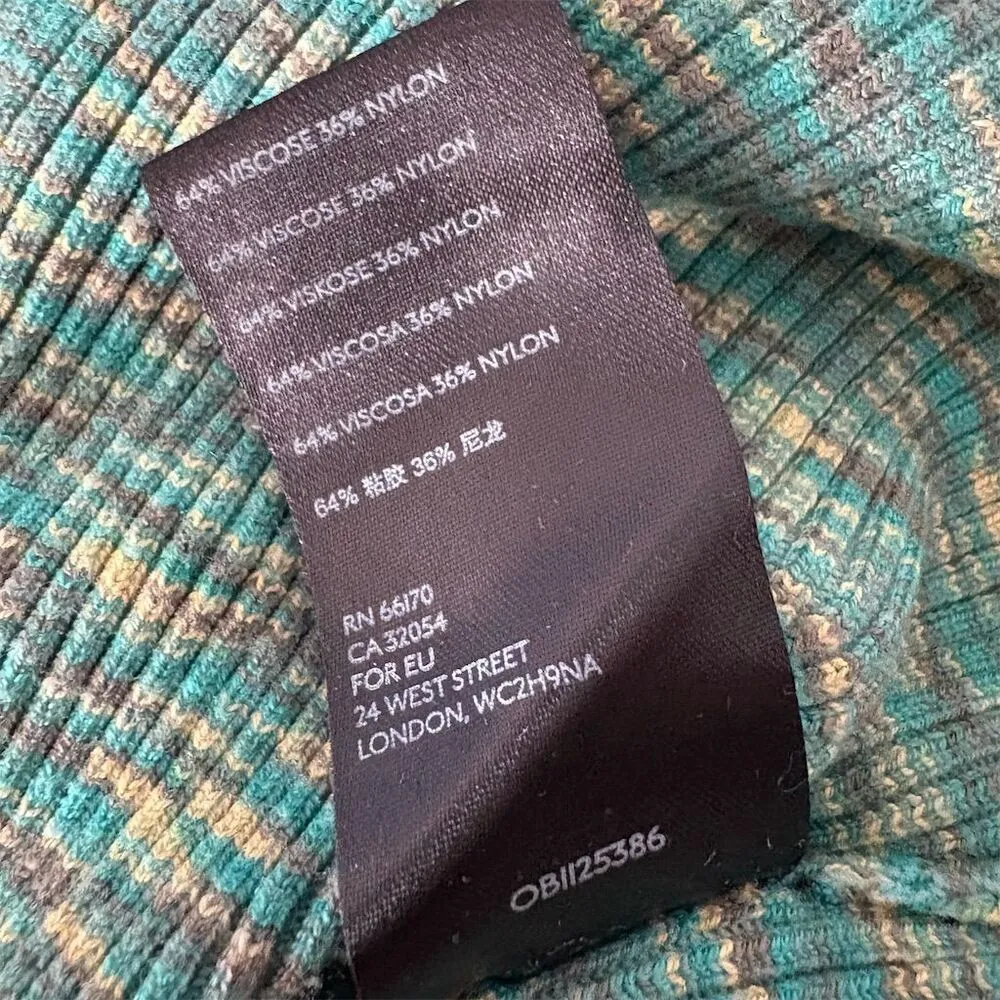 64% VISCOSE 36% NYLON
64% VISCOSE 36% NYLON
64% VISKOSE 36% NYLON
64% VISCOSA 36% NYLON
64% VISCOSA 36% NYLON
64% 粘胶 36% 尼龙
RN 66170
CA 32054
FOR EU
24 WEST STREET
LONDON, WC2H9NA
OB1125386